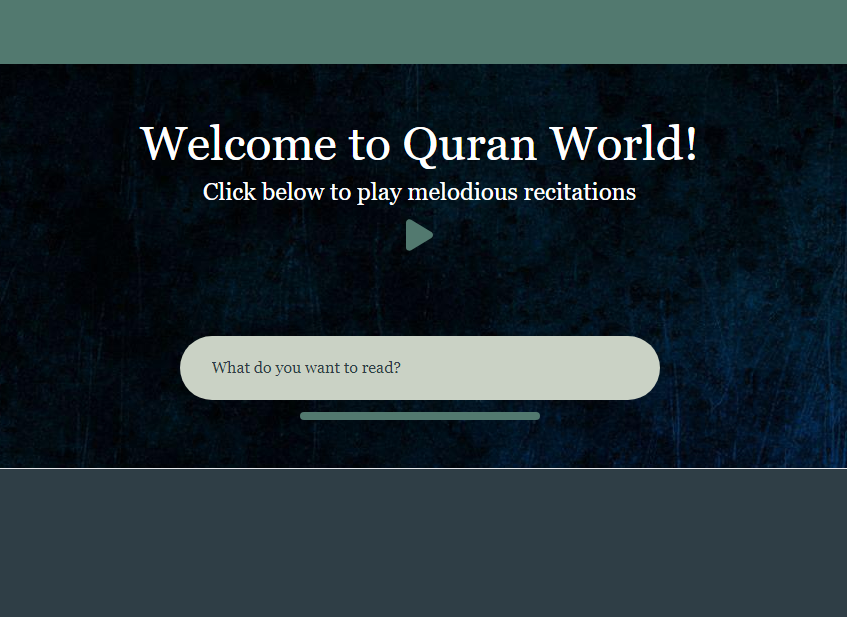 Welcome to Quran World!
Click below to play melodious recitations
What do you want to read?